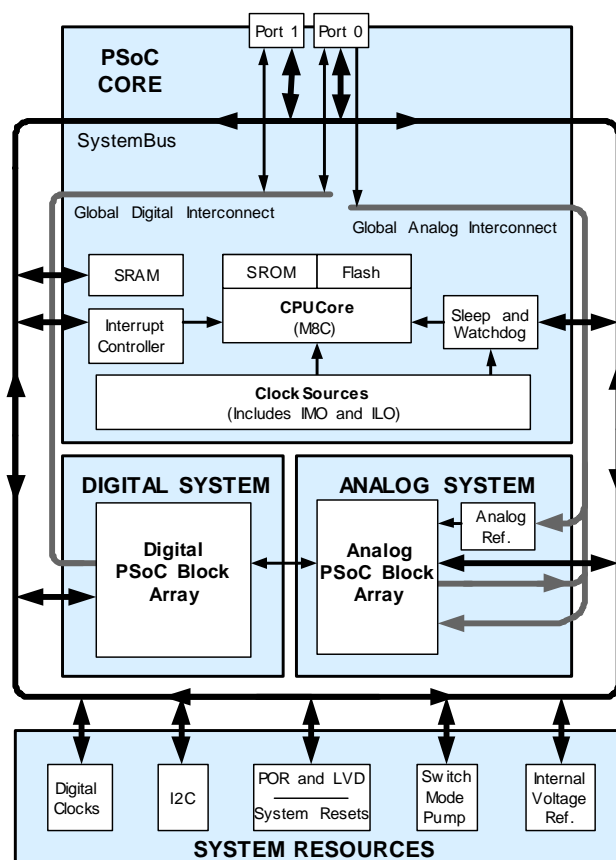 Port 1
Port 0
PSoC
CORE
SystemBus
Global Digital Interconnect
Global Analog Interconnect
SRAM
SROM
Flash
CPUCore
(M8C)
Interrupt
Controller
Sleep and
Watchdog
ClockSources
(Includes IMO and ILO)
DIGITAL SYSTEM
Digital
PSoC Block
Array
ANALOG SYSTEM
Analog
PSoC Block
Array
Analog
Ref.
Digital
Clocks
I2C
POR and LVD
System Resets
Switch
Mode
Pump
Internal
Voltage
Ref.
SYSTEM RESOURCES